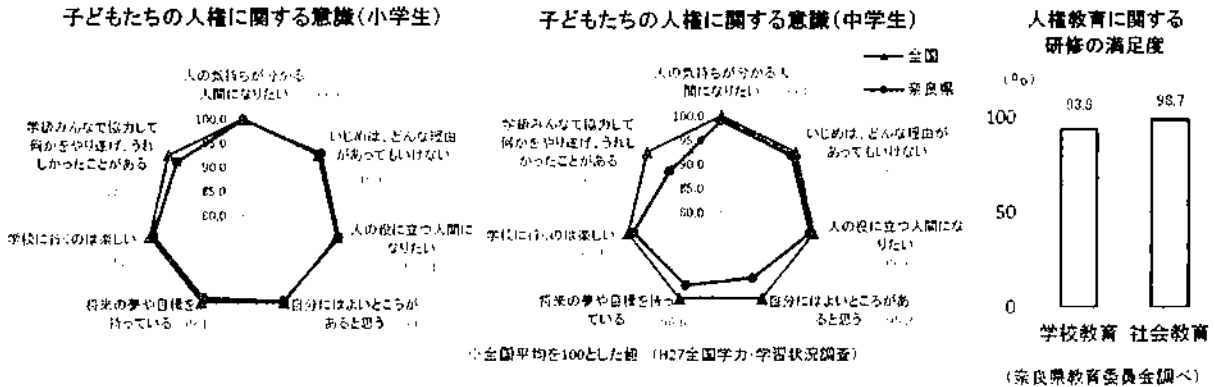 子どもたちの人権に関する意識(小学生)
人の気持ちが分かる
人間になりたい
学級みんなで協力して
何かをやり遂げ、うれ
しかったことがある
100.0
95.0
90.0
85.0
80.0
いじめは、どんな理由
があってもいけない
学校に行くのは楽しい
人の役に立つ人間に
なりたい
将来の夢や目標を
持っている
自分にはよいところが
あると思う
子どもたちの人権に関する意識(中学生)
全国
奈良県
人の気持ちが分かる人
間になりたい
学級みんなで協力して
何かをやり遂げ、うれ
しかったことがある
100.0
95.0
90.0
85.0
80.0
いじめは、どんな理由が
あってもいけない
学校に行くのは楽しい
人の役に立つ人間にな
りたい
将来の夢や目標を持っ
ている
自分にはよいところがあ
ると思う
※全国平均を100とした値 (H27全国学力・学習状況調査)
人権教育に関する
研修の満足度
(%)
100
50
0
93.8
98.7
学校教育 社会教育
(奈良県教育委員会調べ)